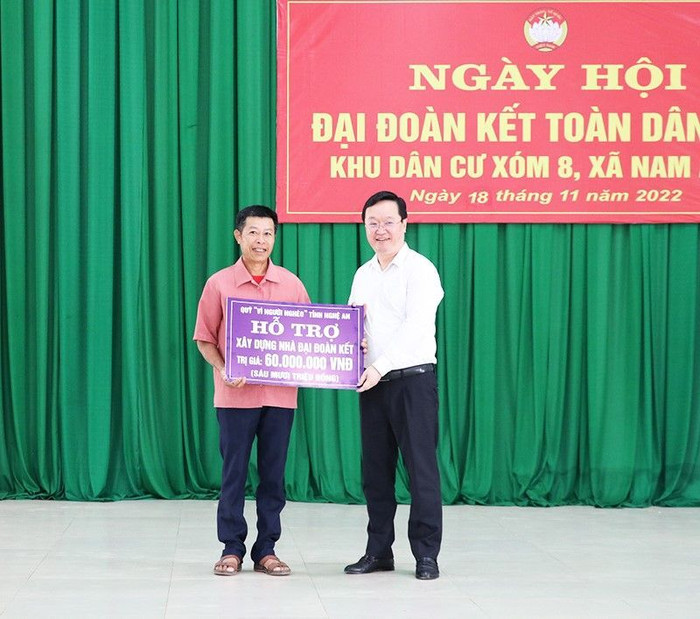 NGÀY HỘI
ĐẠI ĐOÀN KẾT TOÀN DÂN
KHU DÂN CƯ XÓM 8, XÃ NAM
Ngày 18 tháng 11 năm 2022
QUỸ "VÌ NGƯỜI NGHÈO" TỈNH NGHỆ AN
HỖ TRỢ
XÂY DỰNG NHÀ ĐẠI ĐOÀN KẾT
TRỊ GIÁ: 60.000.000 VNĐ
(SÁU MƯƠI TRIỆU ĐỒNG)